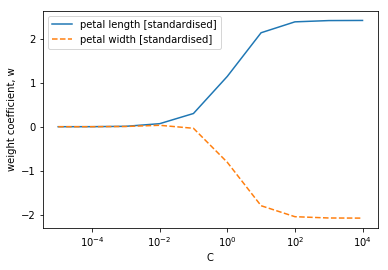 petal length [standardised]
petal width [standardised]
weight coefficient, w
2
1
0
−1
−2
10⁻⁴
10⁻²
10⁰
10²
10⁴
C